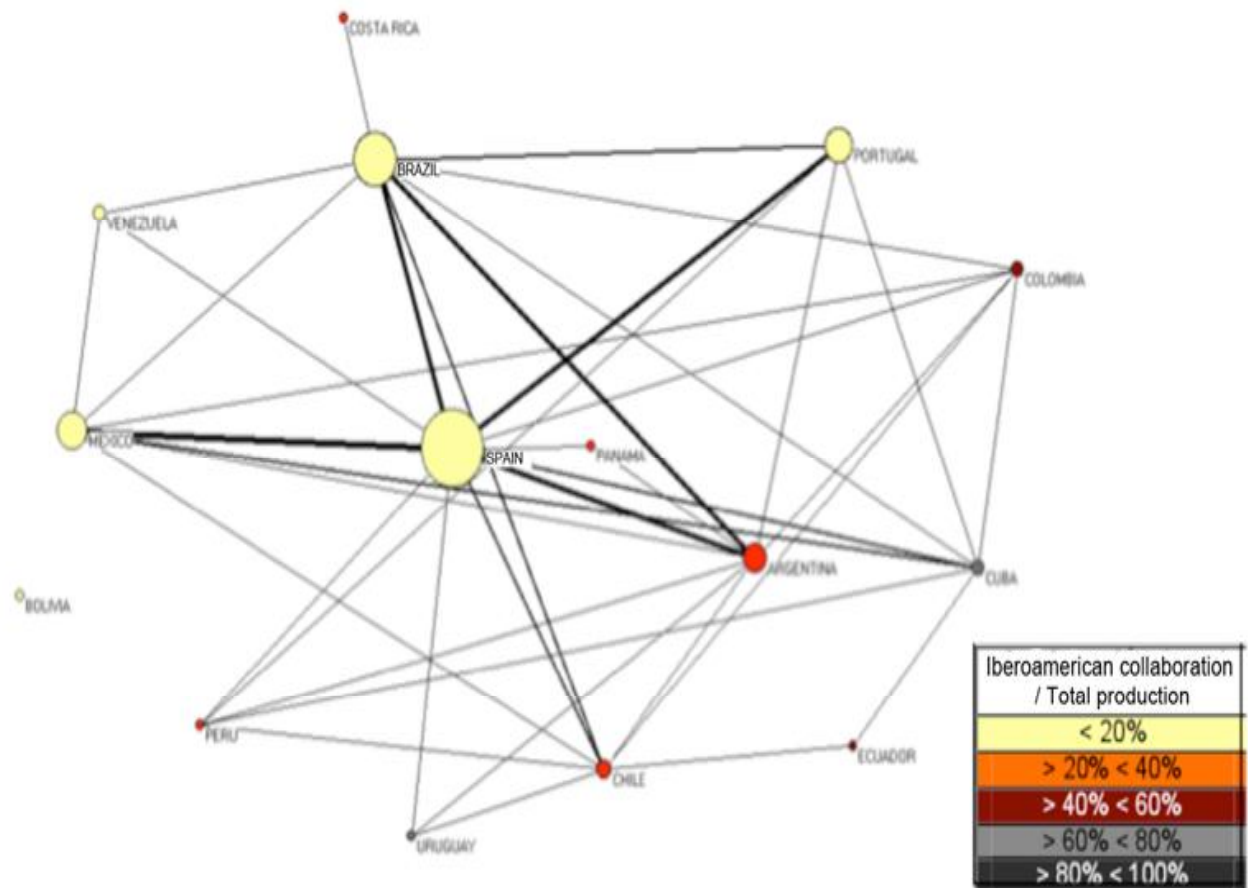 COSTA RICA
BRAZIL
PORTUGAL
VENEZUELA
COLOMBIA
MEXICO
SPAIN
PANAMA
ARGENTINA
CUBA
BOLIVIA
PERU
CHILE
ECUADOR
URUGUAY
Iberoamerican collaboration
/ Total production
< 20%
> 20% < 40%
> 40% < 60%
> 60% < 80%
> 80% < 100%